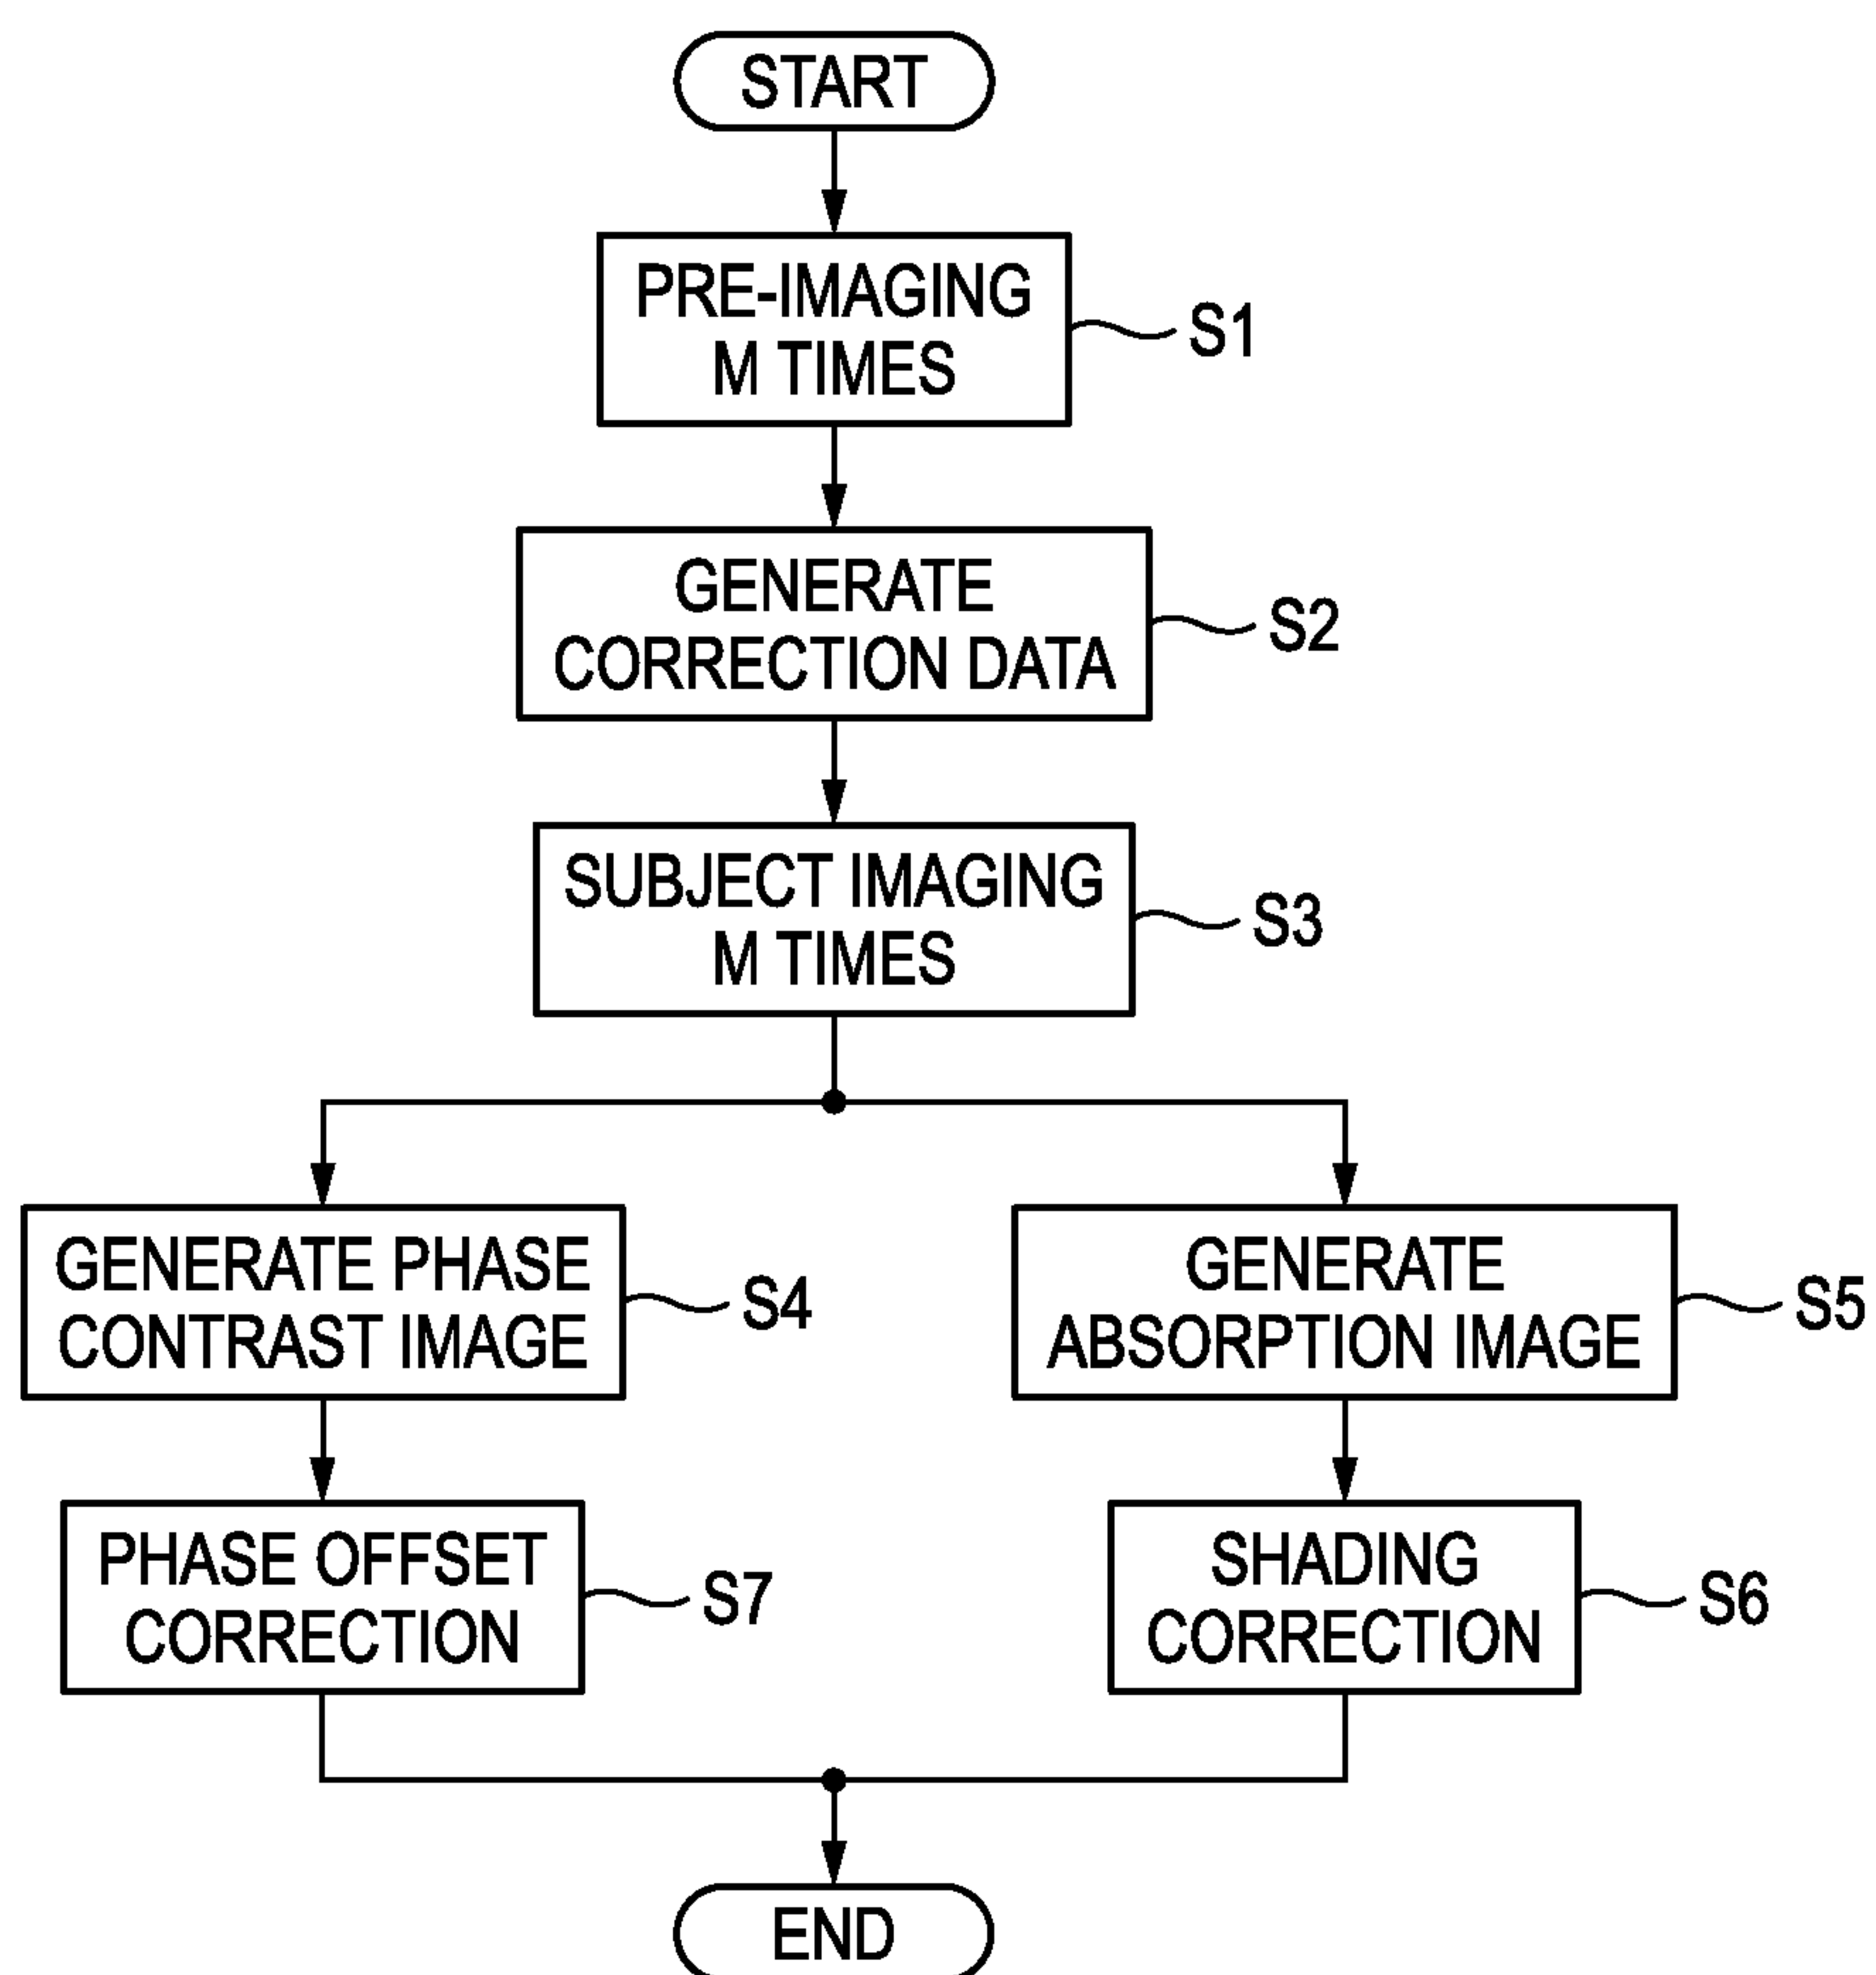 START
PRE-IMAGING
M TIMES
S1
GENERATE
CORRECTION DATA
S2
SUBJECT IMAGING
M TIMES
S3
GENERATE PHASE
CONTRAST IMAGE
S4
GENERATE
ABSORPTION IMAGE
S5
PHASE OFFSET
CORRECTION
S7
SHADING
CORRECTION
S6
END